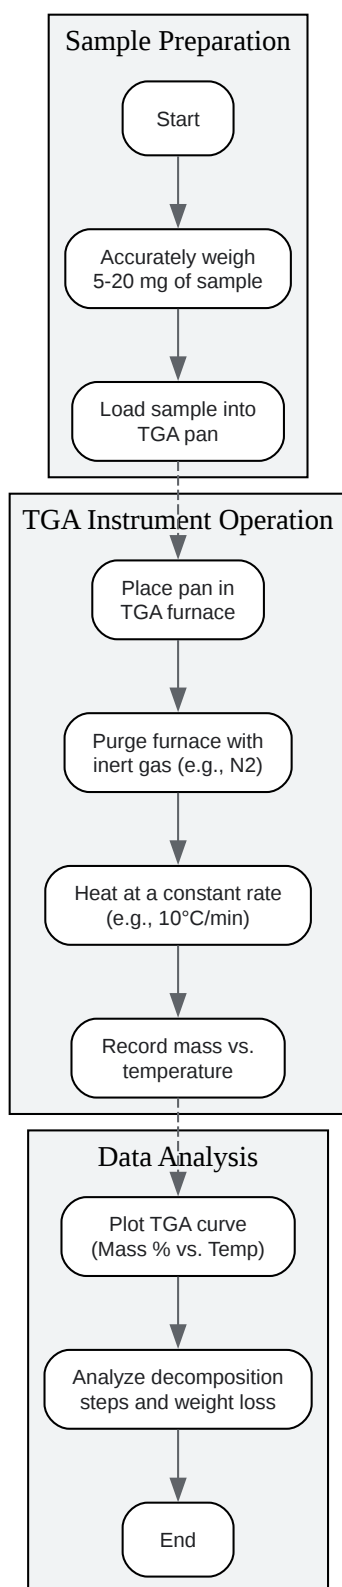 Sample Preparation
Start
Accurately weigh
5-20 mg of sample
Load sample into
TGA pan
TGA Instrument Operation
Place pan in
TGA furnace
Purge furnace with
inert gas (e.g., N2)
Heat at a constant rate
(e.g., 10°C/min)
Record mass vs.
temperature
Data Analysis
Plot TGA curve
(Mass % vs. Temp)
Analyze decomposition
steps and weight loss
End